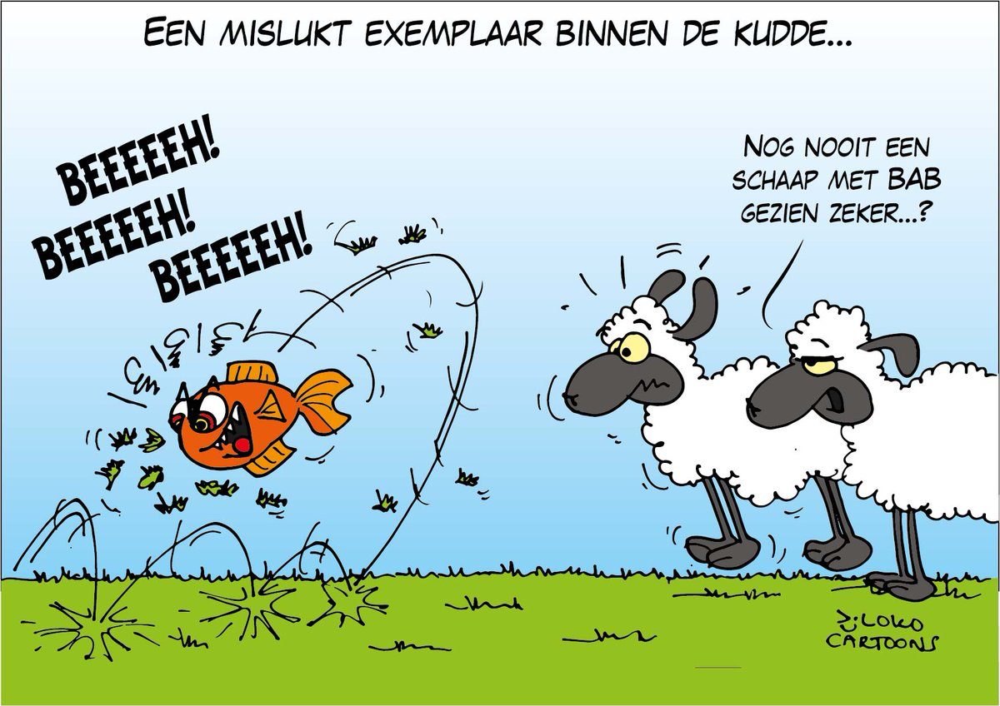 EEN MISLUKT EXEMPLAAR BINNEN DE KUDDE...
BEEEEEH!
BEEEEEH!
BEEEEEH!
NOG NOOIT EEN
SCHAAP MET BAB
GEZIEN ZEKER...?
LOKO
CARTOONS